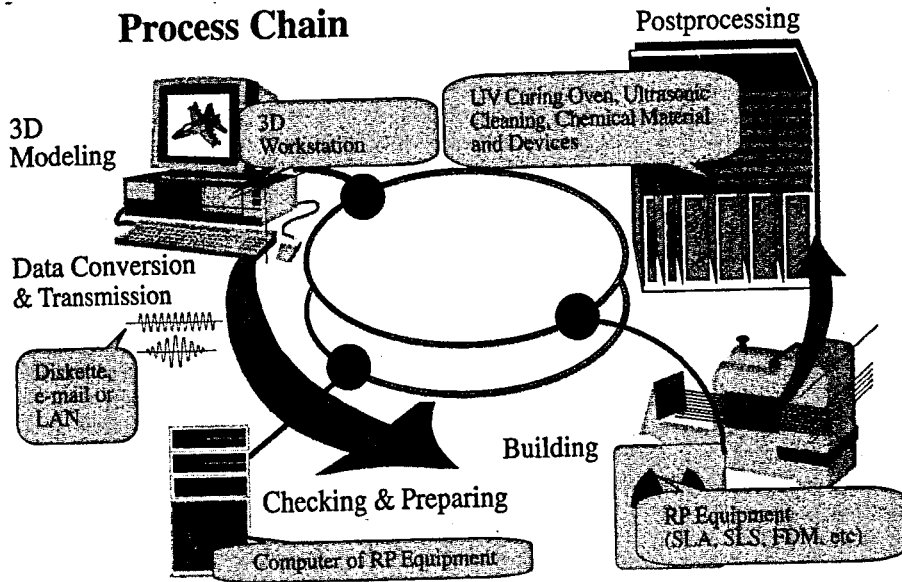 Process Chain
Postprocessing
3D
Modeling
3D
Workstation
UV Curing Oven, Ultrasonic
Cleaning, Chemical Material
and Devices
Data Conversion
& Transmission
Diskette,
e-mail or
LAN
Building
Checking & Preparing
RP Equipment
(SLA, SLS, FDM, etc)
Computer of RP Equipment